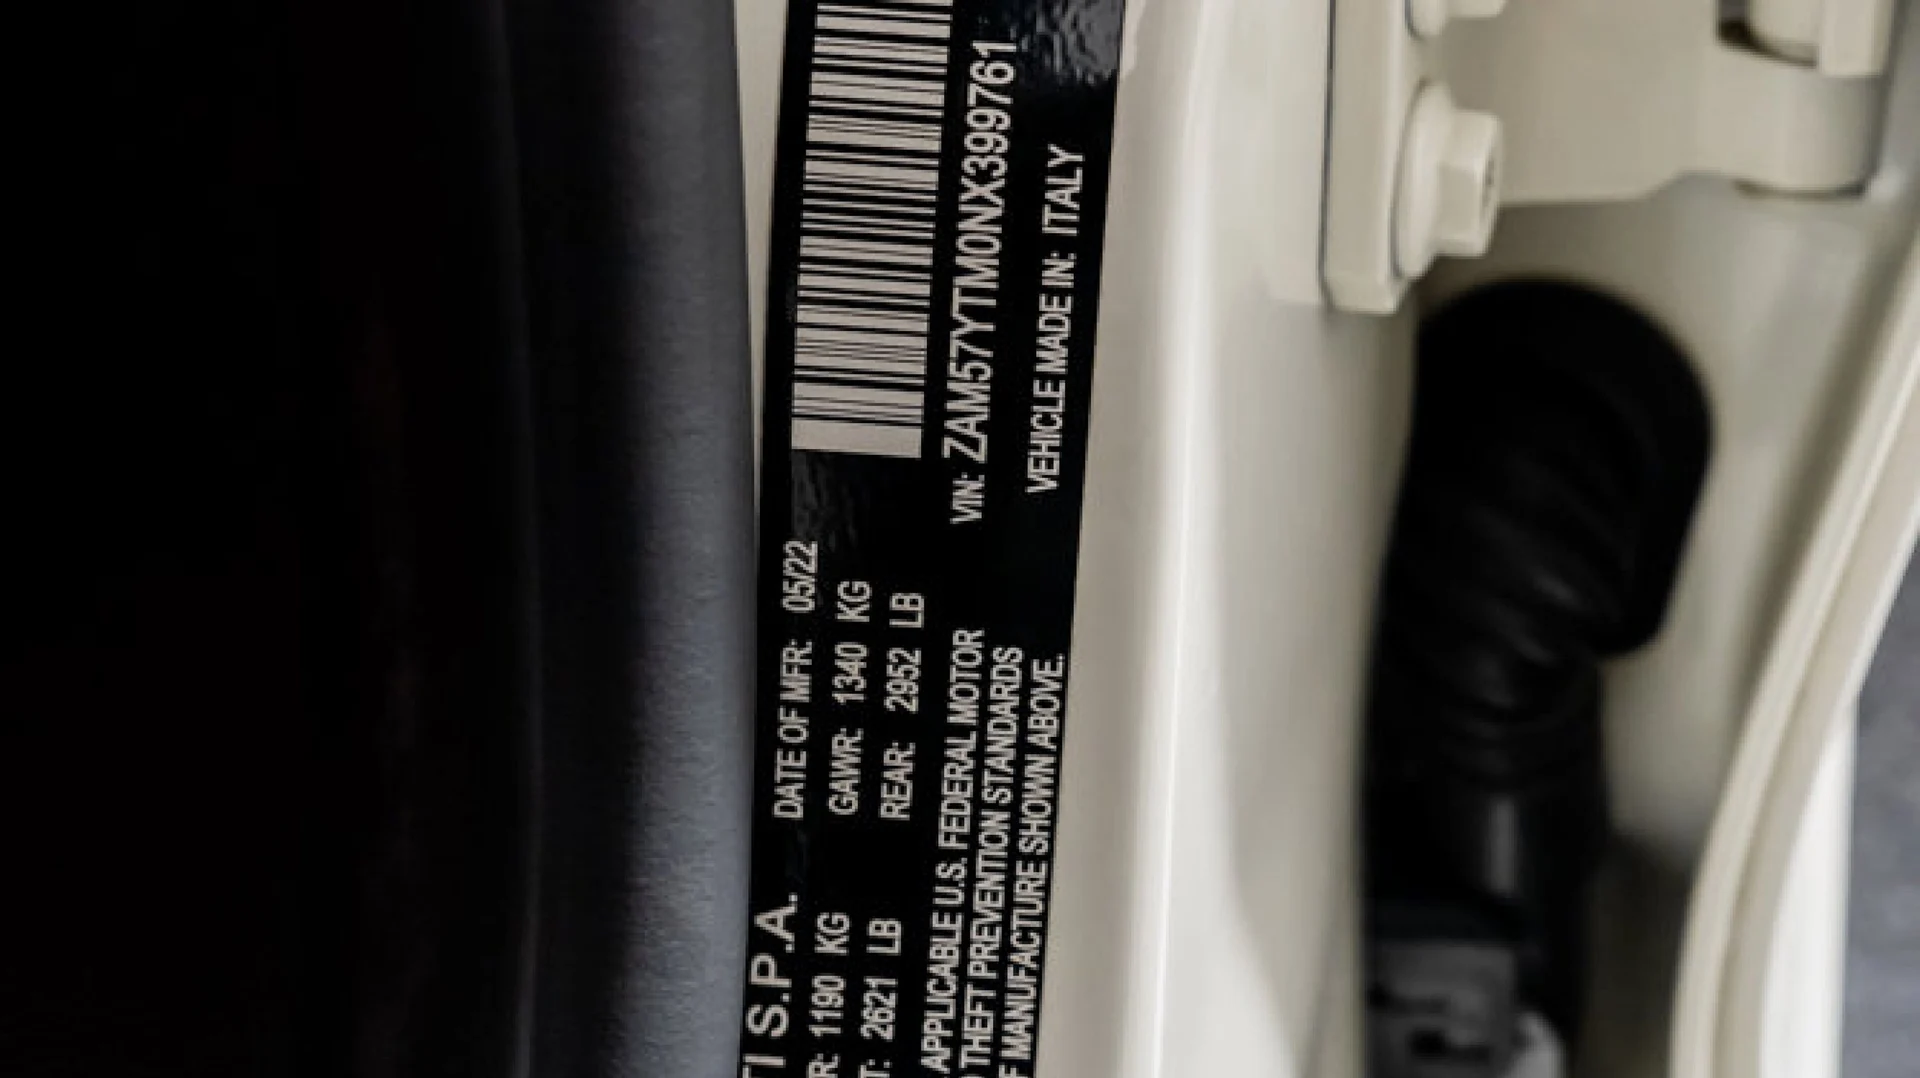 TI S.P.A. DATE OF MFR: 05/22
R: 1190 KG GAWR: 1340 KG
T: 2621 LB REAR: 2952 LB
APPLICABLE U.S. FEDERAL MOTOR
THEFT PREVENTION STANDARDS
F MANUFACTURE SHOWN ABOVE.
VIN: ZAM57YTM0NX399761
VEHICLE MADE IN: ITALY